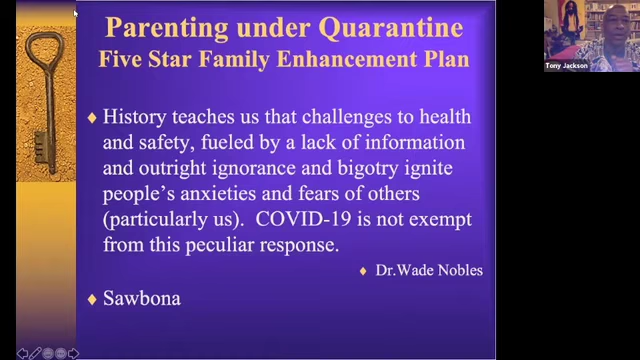 Parenting under Quarantine
Five Star Family Enhancement Plan
History teaches us that challenges to health
and safety, fueled by a lack of information
and outright ignorance and bigotry ignite
people's anxieties and fears of others
(particularly us). COVID-19 is not exempt
from this peculiar response.
Dr.Wade Nobles
Sawbona
Tony Jackson